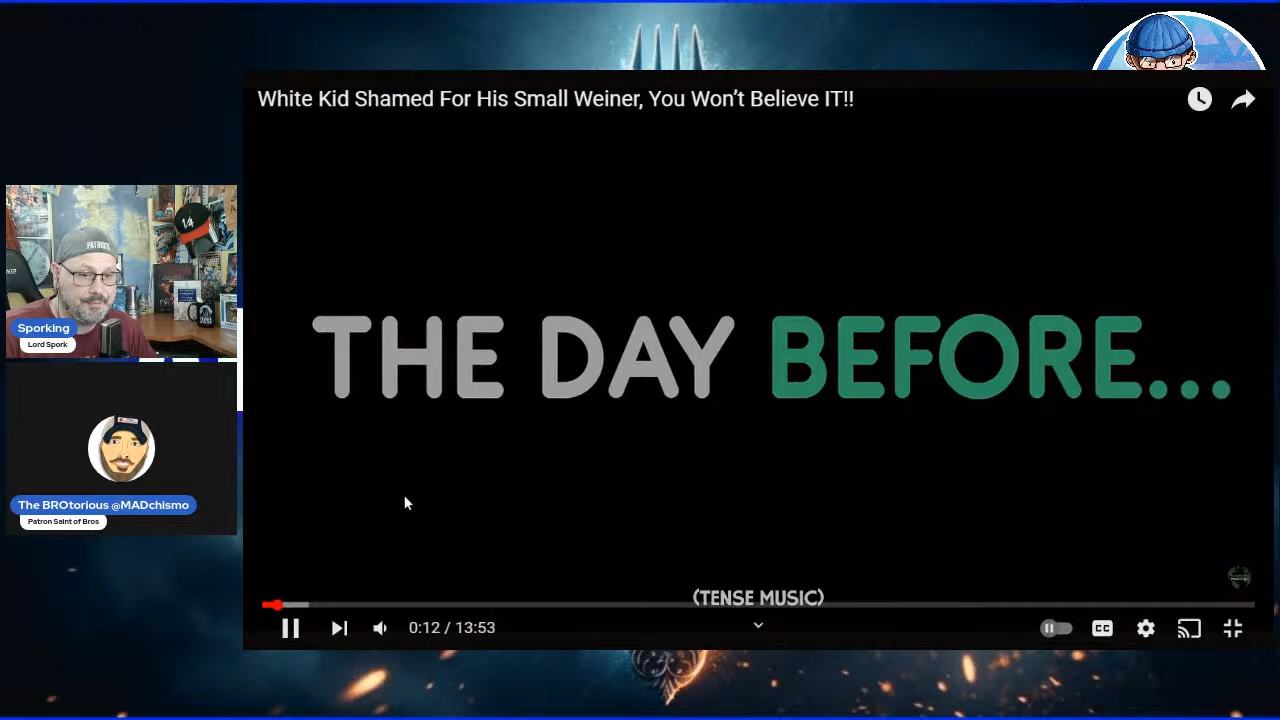 White Kid Shamed For His Small Weiner, You Won't Believe IT!!
PATRIOTS
Sporking
Lord Spork
THE DAY BEFORE...
The BROtorious @MADchismo
Patron Saint of Bros
(TENSE MUSIC)
0:12 / 13:53
CC